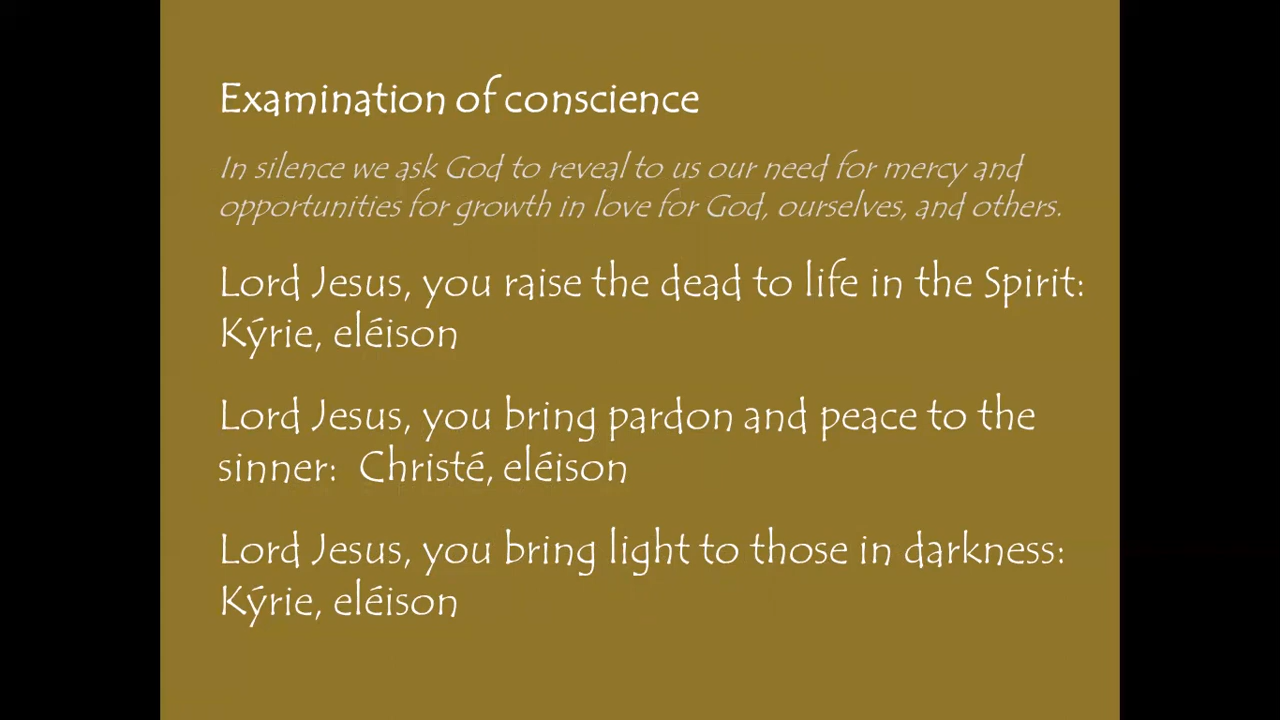 Examination of conscience
In silence we ask God to reveal to us our need for mercy and
opportunities for growth in love for God, ourselves, and others.
Lord Jesus, you raise the dead to life in the Spirit:
Kýrie, eléison
Lord Jesus, you bring pardon and peace to the
sinner:  Christé, eléison
Lord Jesus, you bring light to those in darkness:
Kýrie, eléison